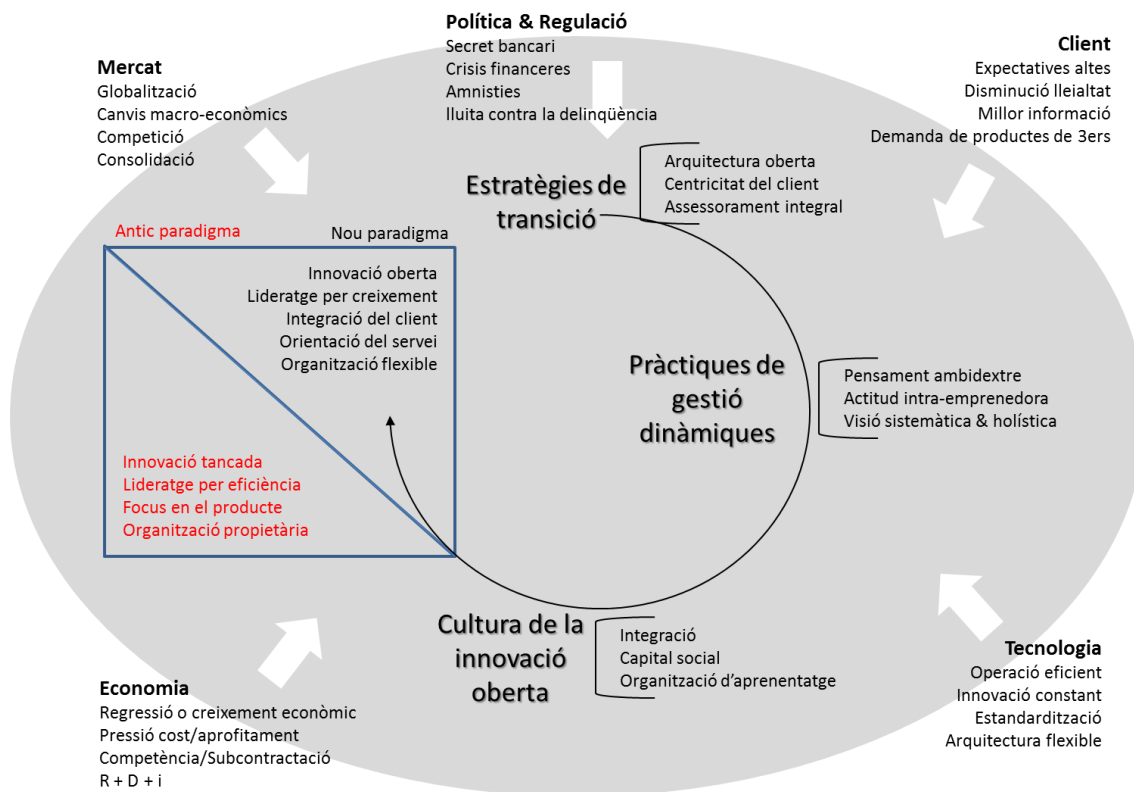 Política & Regulació
Secret bancari
Crisis financeres
Amnisties
lluita contra la delinqüència
Mercat
Globalització
Canvis macro-econòmics
Competició
Consolidació
Client
Expectatives altes
Disminució lleialtat
Millor informació
Demanda de productes de 3ers
Estratègies de
transició
Arquitectura oberta
Centricitat del client
Assessorament integral
Antic paradigma
Nou paradigma
Innovació oberta
Lideratge per creixement
Integració del client
Orientació del servei
Organització flexible
Innovació tancada
Lideratge per eficiència
Focus en el producte
Organització propietària
Pràctiques de
gestió
dinàmiques
Pensament ambidextre
Actitud intra-emprenedora
Visió sistemàtica & holística
Cultura de la
innovació
oberta
Integració
Capital social
Organització d'aprenentatge
Economia
Regressió o creixement econòmic
Pressió cost/aprofitament
Competència/Subcontractació
R + D + i
Tecnologia
Operació eficient
Innovació constant
Estandardització
Arquitectura flexible